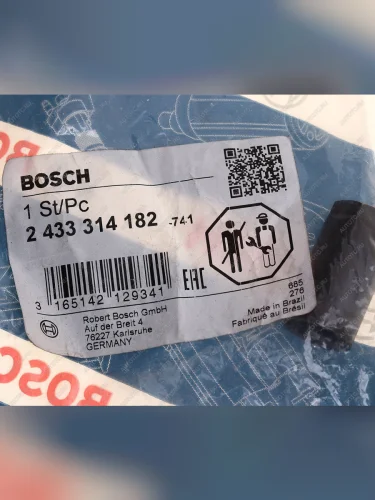 BOSCH
1 St/Pc
2 433 314 182 -741
3 165142 129341
EAC
Robert Bosch GmbH
Auf der Breit 4
76227 Karlsruhe
GERMANY
685
276
Made in Brazil
Fabriqué au Brésil
BOSCH